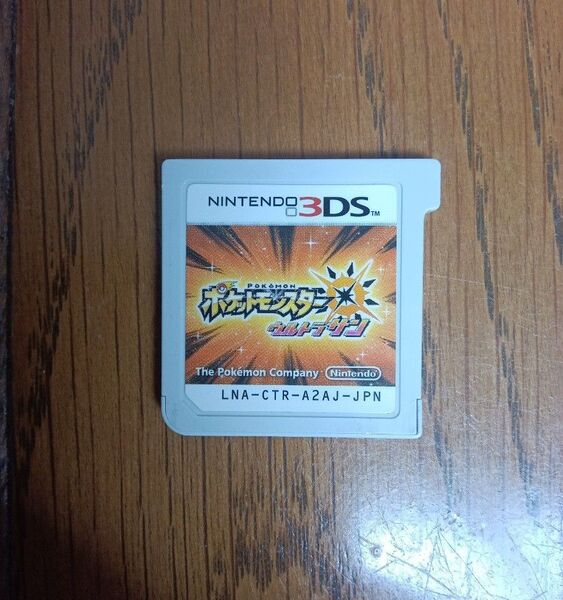 NINTENDO 3DS™
POKéMON
ポケットモンスター
ウルトラサン
The Pokémon Company Nintendo
LNA-CTR-A2AJ-JPN